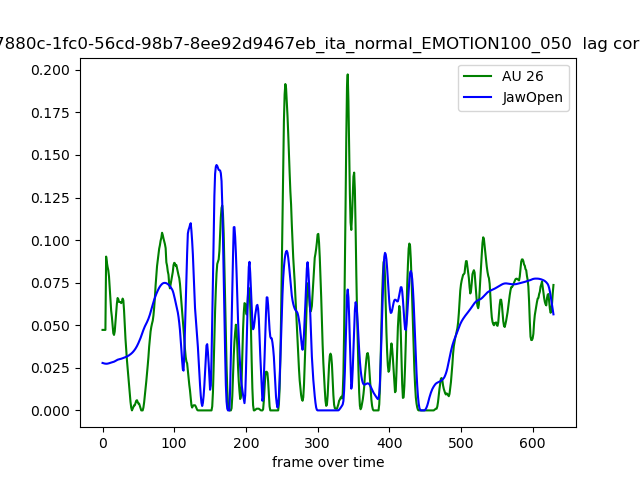 7880c-1fc0-56cd-98b7-8ee92d9467eb_ita_normal_EMOTION100_050  lag cor
AU 26
JawOpen
0.200
0.175
0.150
0.125
0.100
0.075
0.050
0.025
0.000
0 100 200 300 400 500 600
frame over time